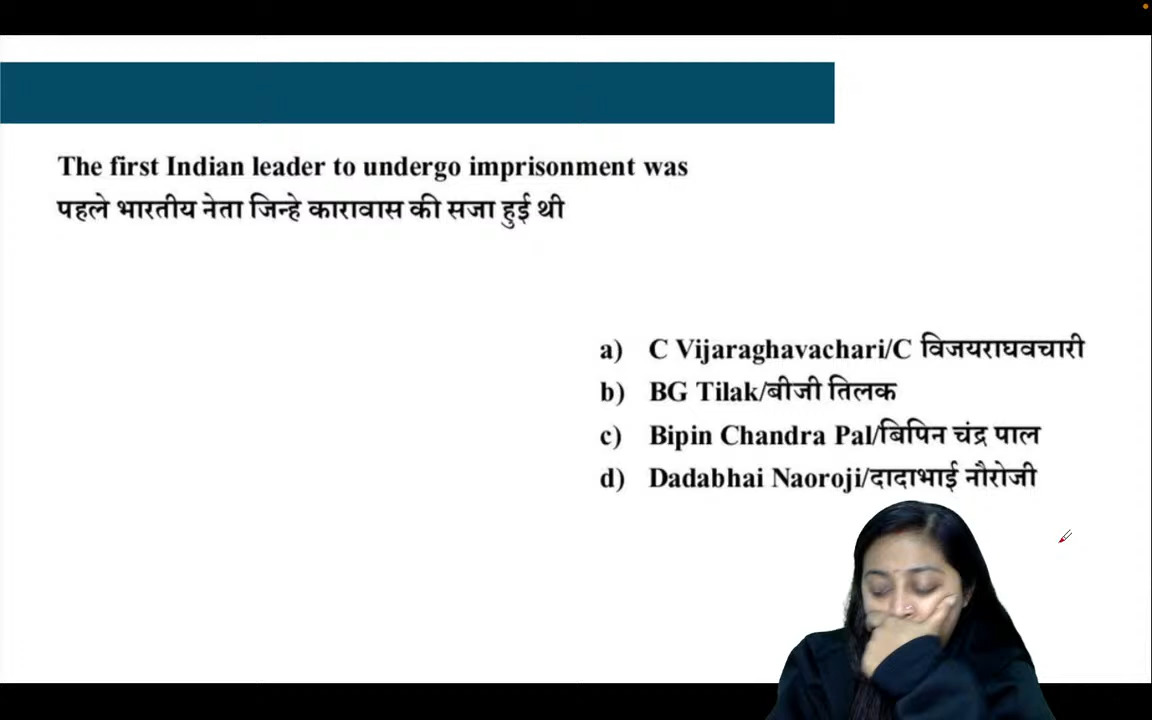 The first Indian leader to undergo imprisonment was
पहले भारतीय नेता जिन्हे कारावास की सजा हुई थी
a) C Vijaraghavachari/C विजयराघवचारी
b) BG Tilak/बीजी तिलक
c) Bipin Chandra Pal/बिपिन चंद्र पाल
d) Dadabhai Naoroji/दादाभाई नौरोजी